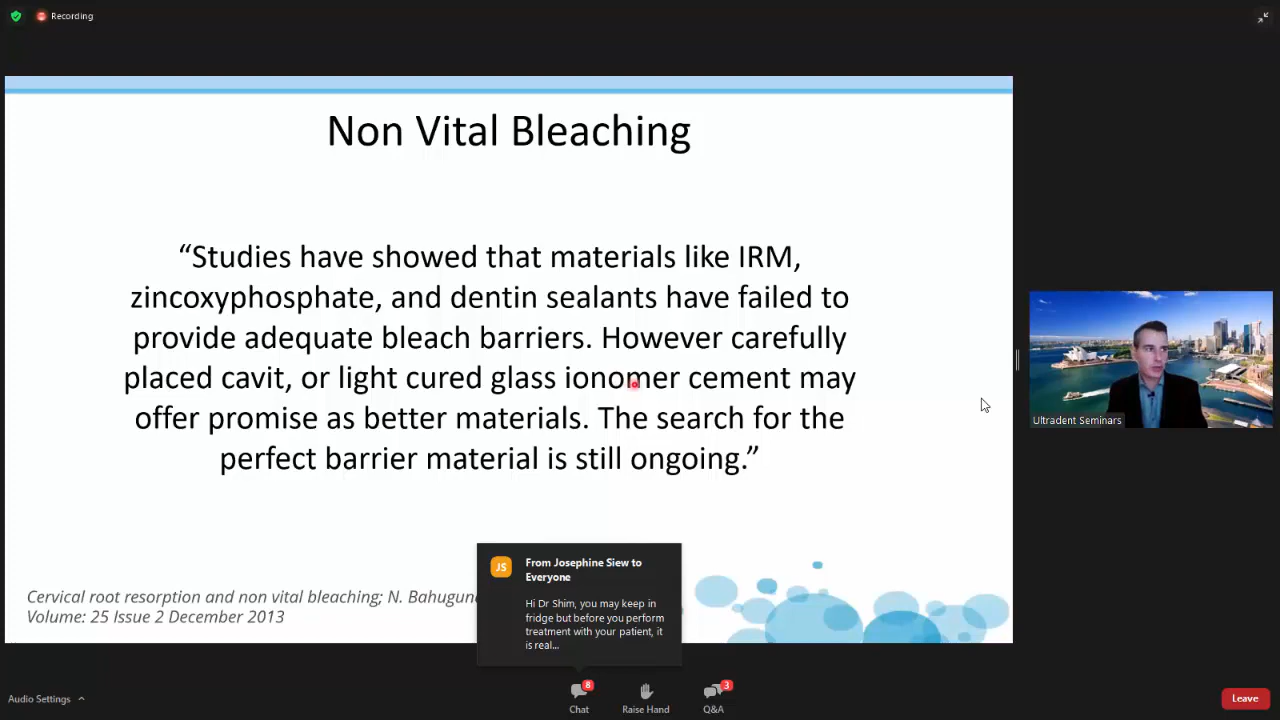 Recording
Non Vital Bleaching
“Studies have showed that materials like IRM,
zincoxyphosphate, and dentin sealants have failed to
provide adequate bleach barriers. However carefully
placed cavit, or light cured glass ionomer cement may
offer promise as better materials. The search for the
perfect barrier material is still ongoing.”
Ultradent Seminars
Cervical root resorption and non vital bleaching; N. Bahugun
Volume: 25 Issue 2 December 2013
JS
From Josephine Siew to
Everyone
Hi Dr Shim, you may keep in
fridge but before you perform
treatment with your patient, it
is real...
Audio Settings
8
Chat
Raise Hand
3
Q&A
Leave